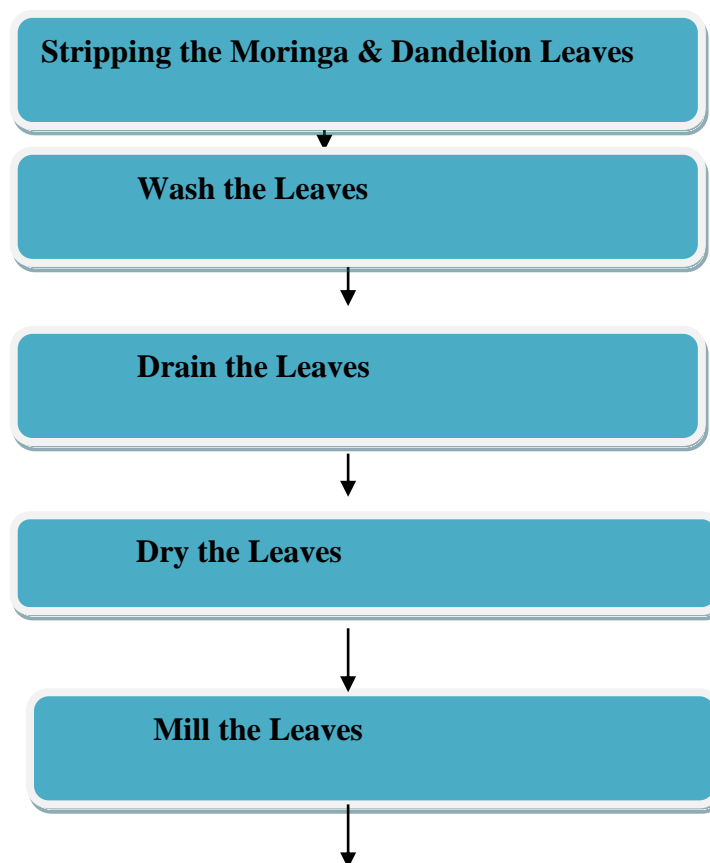 Stripping the Moringa & Dandelion Leaves
Wash the Leaves
Drain the Leaves
Dry the Leaves
Mill the Leaves